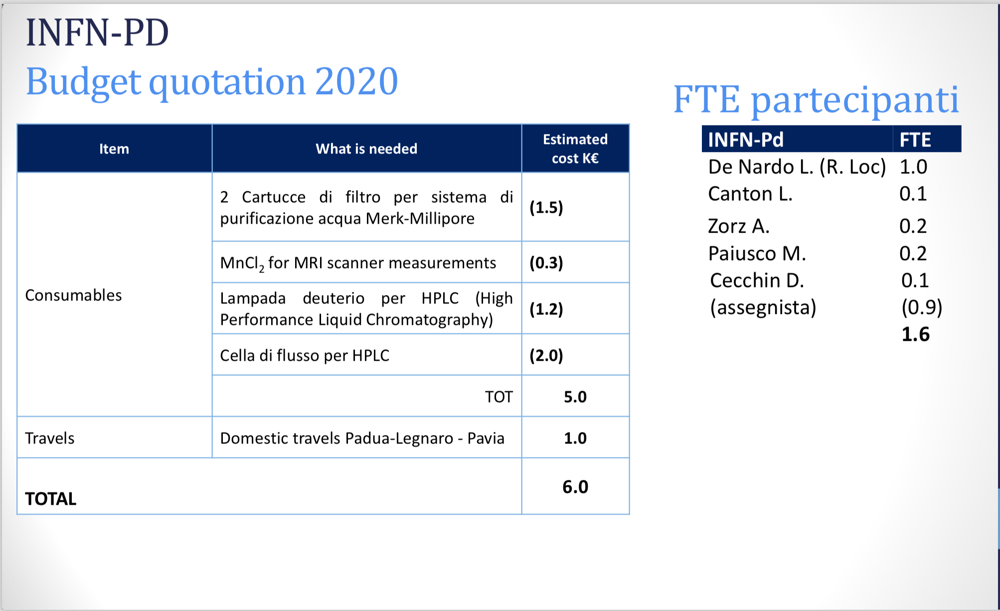 INFN-PD
Budget quotation 2020
Item
What is needed
Estimated
cost K€
Consumables
2 Cartucce di filtro per sistema di
purificazione acqua Merk-Millipore
(1.5)
MnCl₂ for MRI scanner measurements
(0.3)
Lampada deuterio per HPLC (High
Performance Liquid Chromatography)
(1.2)
Cella di flusso per HPLC
(2.0)
TOT
5.0
Travels
Domestic travels Padua-Legnaro - Pavia
1.0
TOTAL
6.0
FTE partecipanti
INFN-Pd FTE
De Nardo L. (R. Loc) 1.0
Canton L. 0.1
Zorz A. 0.2
Paiusco M. 0.2
Cecchin D. 0.1
(assegnista) (0.9)
1.6